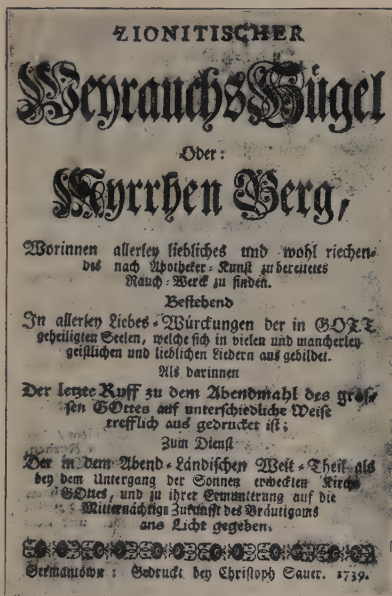 ZIONITISCHER
WeyrauchsHügel
Oder:
Myrrhen Berg,
Worinnen allerley liebliches und wohl riechen-
des nach Apotheker-Kunst zu bereitetes
Rauch-Werck zu finden.
Bestehend
In allerley Liebes-Würckungen der in GOTT
geheiligten Seelen, welche sich in vielen und mancherley
geistlichen und lieblichen Liedern aus gebildet.
Als darinnen
Der letzte Ruff zu dem Abendmahl des gros-
sen GOttes auf unterschiedliche Weise
trefflich aus gedrucket ist;
Zum Dienst
Der in dem Abend-Ländischen Welt-Theil als
bey dem Untergang der Sonnen erweckten Kirche
GOttes, und zu ihrer Ermunterung auf die
Mitternächtige Zukunfft des Bräutigams
ans Licht gegeben.
Germantown: Gedruckt bey Christoph Sauer. 1739.